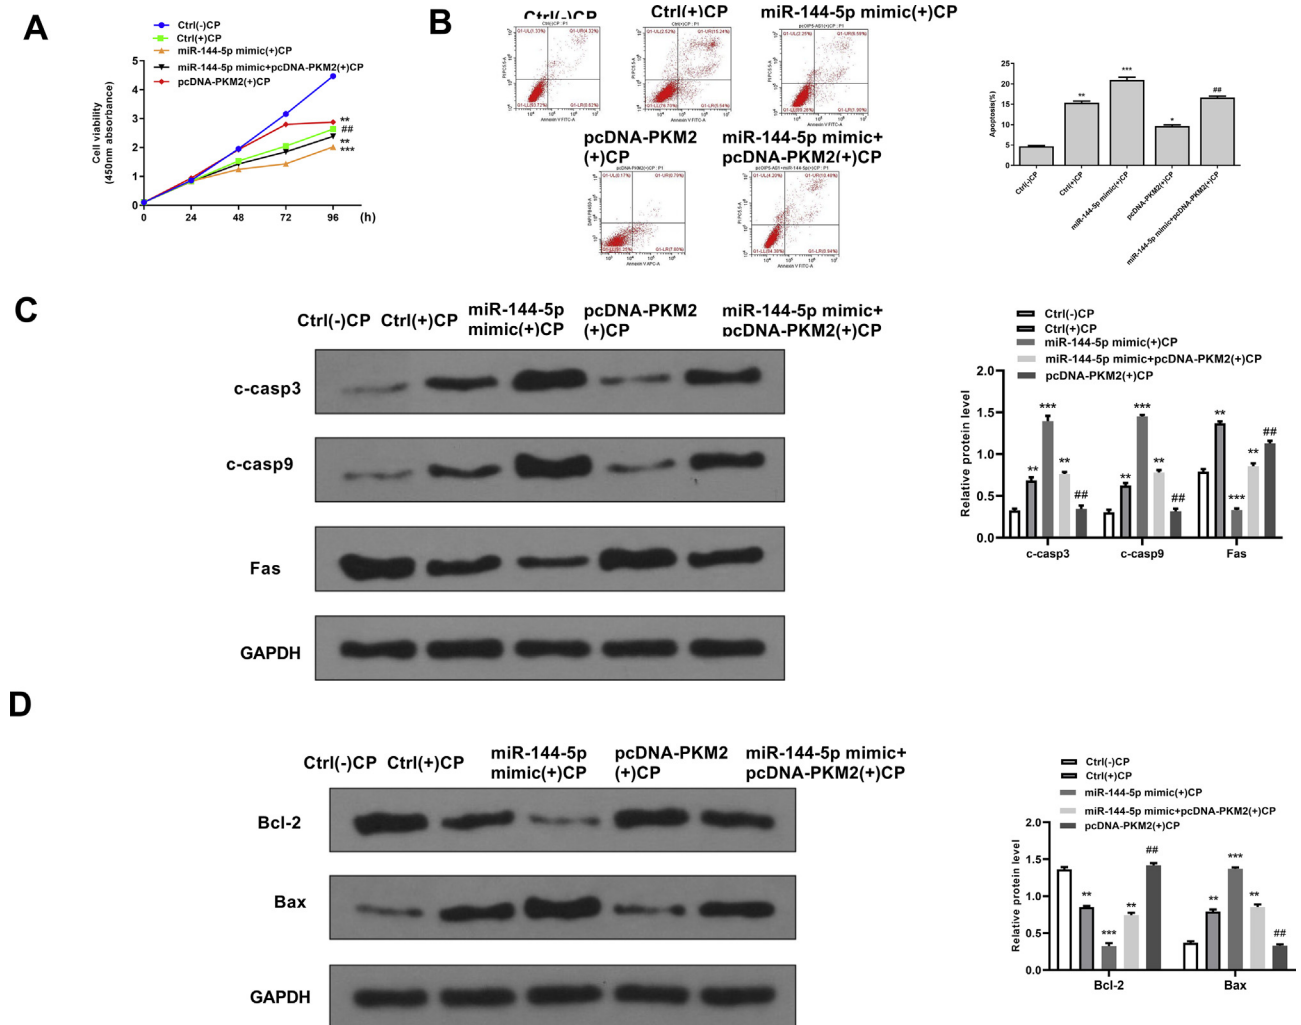 A
Ctrl(-)CP
Ctrl(+)CP
miR-144-5p mimic(+)CP
miR-144-5p mimic+pcDNA-PKM2(+)CP
pcDNA-PKM2(+)CP
Cell viability
(450nm absorbance)
5
4
3
2
1
0
0 24 48 72 96 (h)
**
##
**
***
B
Ctrl(-)CP
Ctrl(+)CP
miR-144-5p mimic(+)CP
Annexin V FITC-A
Annexin V FITC-A
Annexin V FITC-A
pcDNA-PKM2
(+)CP
miR-144-5p mimic+
pcDNA-PKM2(+)CP
Annexin V APC-A
Annexin V FITC-A
Apoptosis(%)
25
20
15
10
5
0
**
***
*
##
Ctrl(-)CP
Ctrl(+)CP
miR-144-5p mimic(+)CP
pcDNA-PKM2(+)CP
miR-144-5p mimic+pcDNA-PKM2(+)CP
C
Ctrl(-)CP Ctrl(+)CP
miR-144-5p
mimic(+)CP
pcDNA-PKM2
(+)CP
miR-144-5p mimic+
pcDNA-PKM2(+)CP
c-casp3
c-casp9
Fas
GAPDH
Ctrl(-)CP
Ctrl(+)CP
miR-144-5p mimic(+)CP
miR-144-5p mimic+pcDNA-PKM2(+)CP
pcDNA-PKM2(+)CP
Relative protein level
2.0
1.5
1.0
0.5
0.0
** *** ** ##
** *** ** ##
** *** ** ##
c-casp3 c-casp9 Fas
D
Ctrl(-)CP Ctrl(+)CP
miR-144-5p
mimic(+)CP
pcDNA-PKM2
(+)CP
miR-144-5p mimic+
pcDNA-PKM2(+)CP
Bcl-2
Bax
GAPDH
Ctrl(-)CP
Ctrl(+)CP
miR-144-5p mimic(+)CP
miR-144-5p mimic+pcDNA-PKM2(+)CP
pcDNA-PKM2(+)CP
Relative protein level
2.0
1.5
1.0
0.5
0.0
** *** ** ##
** *** ** ##
Bcl-2 Bax